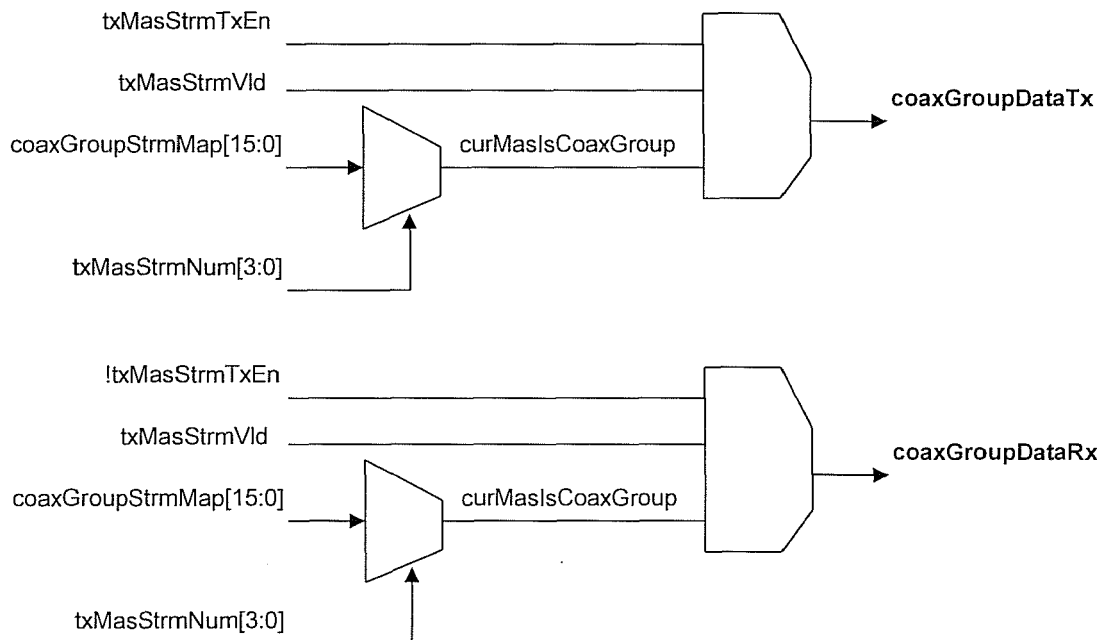 txMasStrmTxEn
txMasStrmVld
coaxGroupDataTx
coaxGroupStrmMap[15:0]
curMasIsCoaxGroup
txMasStrmNum[3:0]
!txMasStrmTxEn
txMasStrmVld
coaxGroupDataRx
coaxGroupStrmMap[15:0]
curMasIsCoaxGroup
txMasStrmNum[3:0]